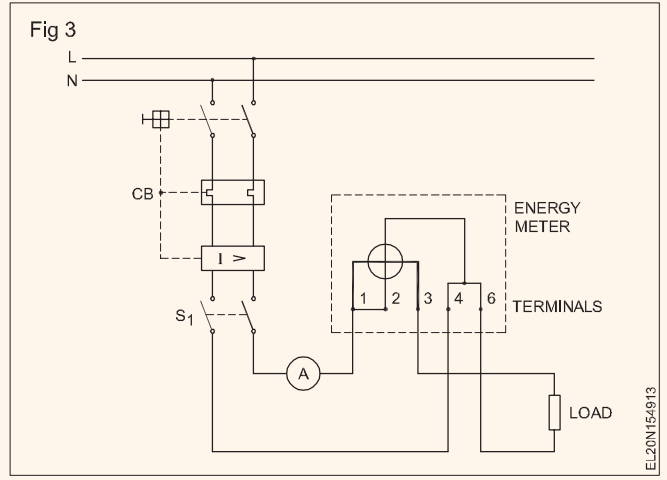 Fig 3
L
N
CB
I >
S1
A
ENERGY
METER
1 2 3 4 6
TERMINALS
LOAD
EL20N154913